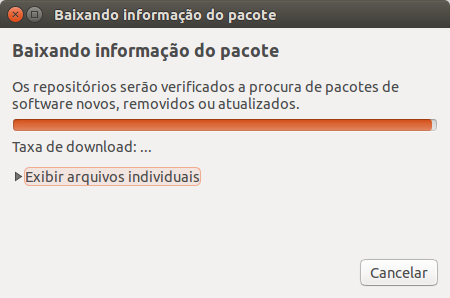 Baixando informação do pacote
Baixando informação do pacote
Os repositórios serão verificados a procura de pacotes de
software novos, removidos ou atualizados.
Taxa de download: ...
Exibir arquivos individuais
Cancelar